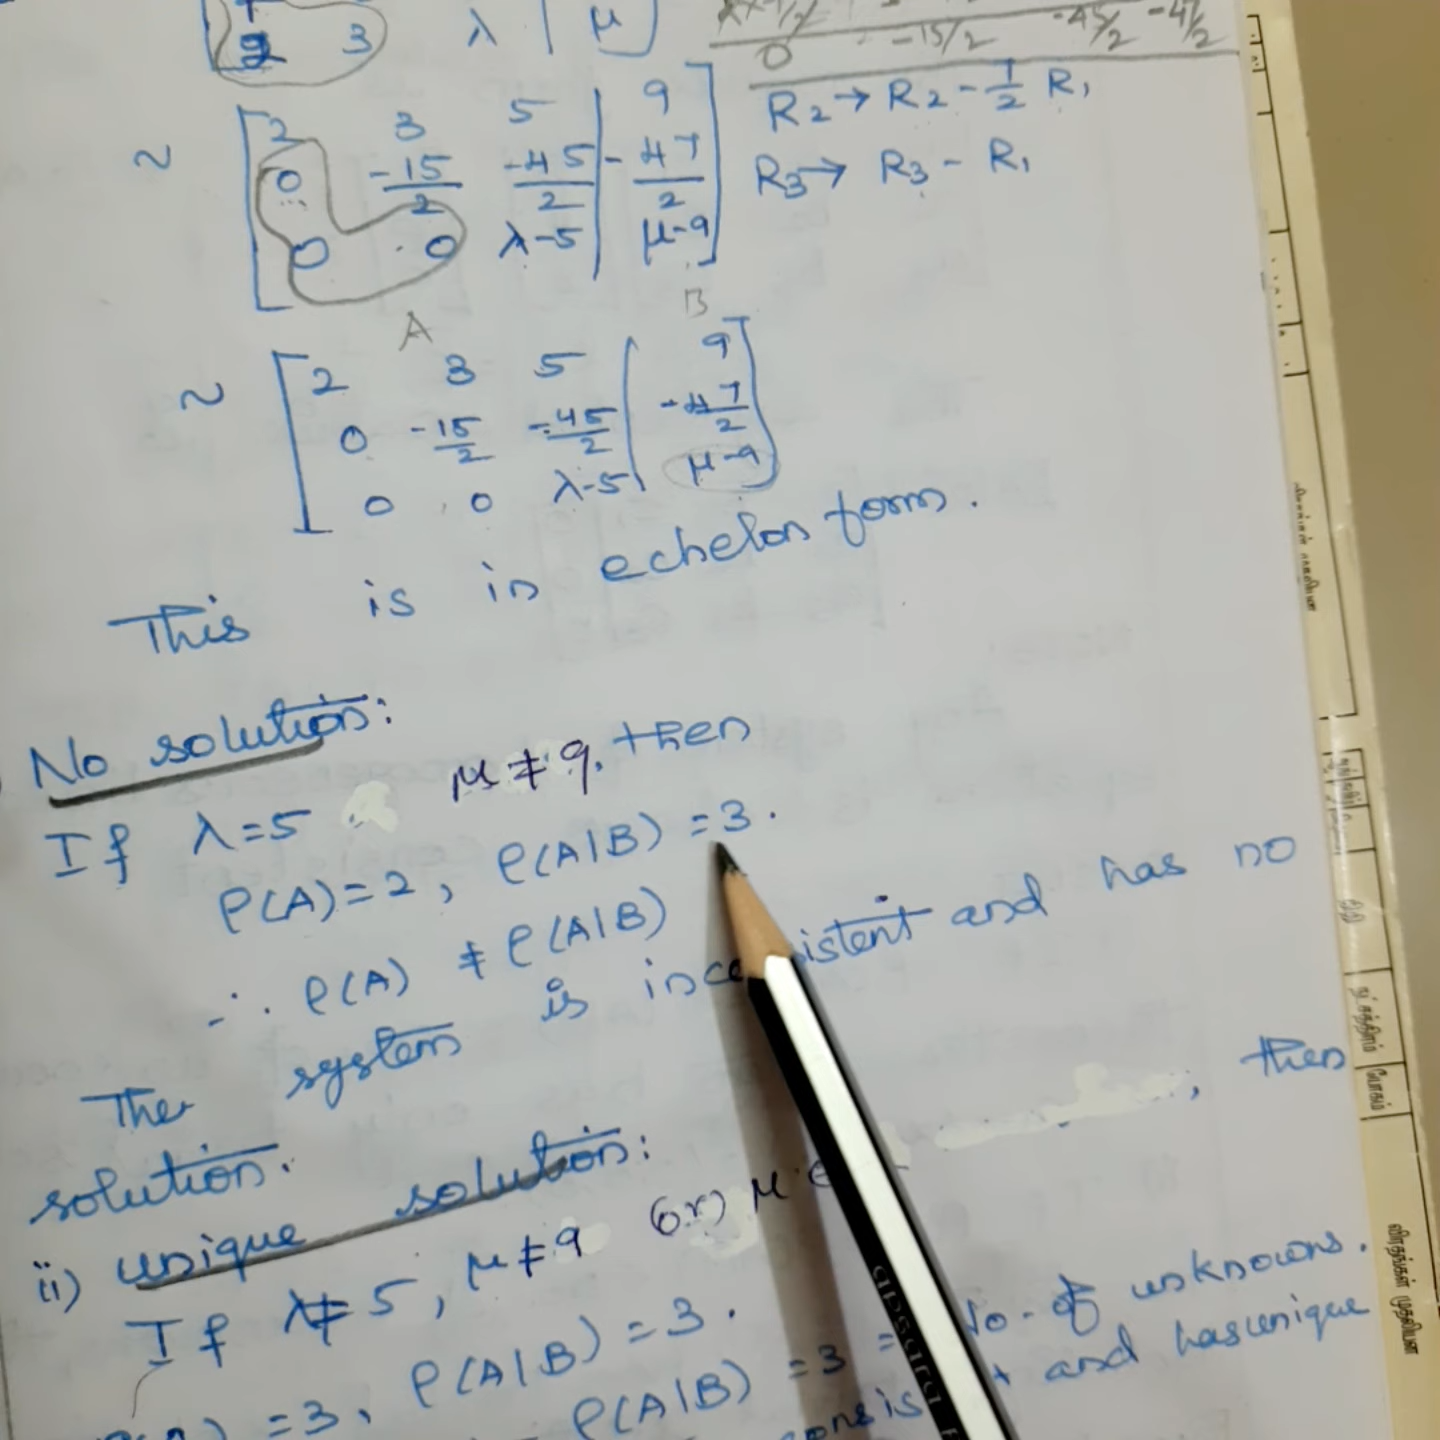 2 3 λ | μ
0 -15/2 -45/2 -47/2
~ [ 2 3 5 | 9 ] R₂→ R₂ - 7/2 R₁
0 -15/2 -45/2 | -47/2 R₃→ R₃ - R₁
0 0 λ-5 | μ-9
A B
~ [ 2 3 5 | 9 ]
0 -15/2 -45/2 | -47/2
0 0 λ-5 | μ-9
This is in echelon form.
No solution:
If λ=5 μ≠9, then
ρ(A)=2, ρ(A|B) =3.
∴ ρ(A) ≠ ρ(A|B)
The system is inconsistent and has no
solution.
ii) unique solution:
If λ≠5, μ≠9 (or) μ , then
=3, ρ(A|B) =3.
ρ(A|B) =3 = No. of unknowns.
and has unique
apsara